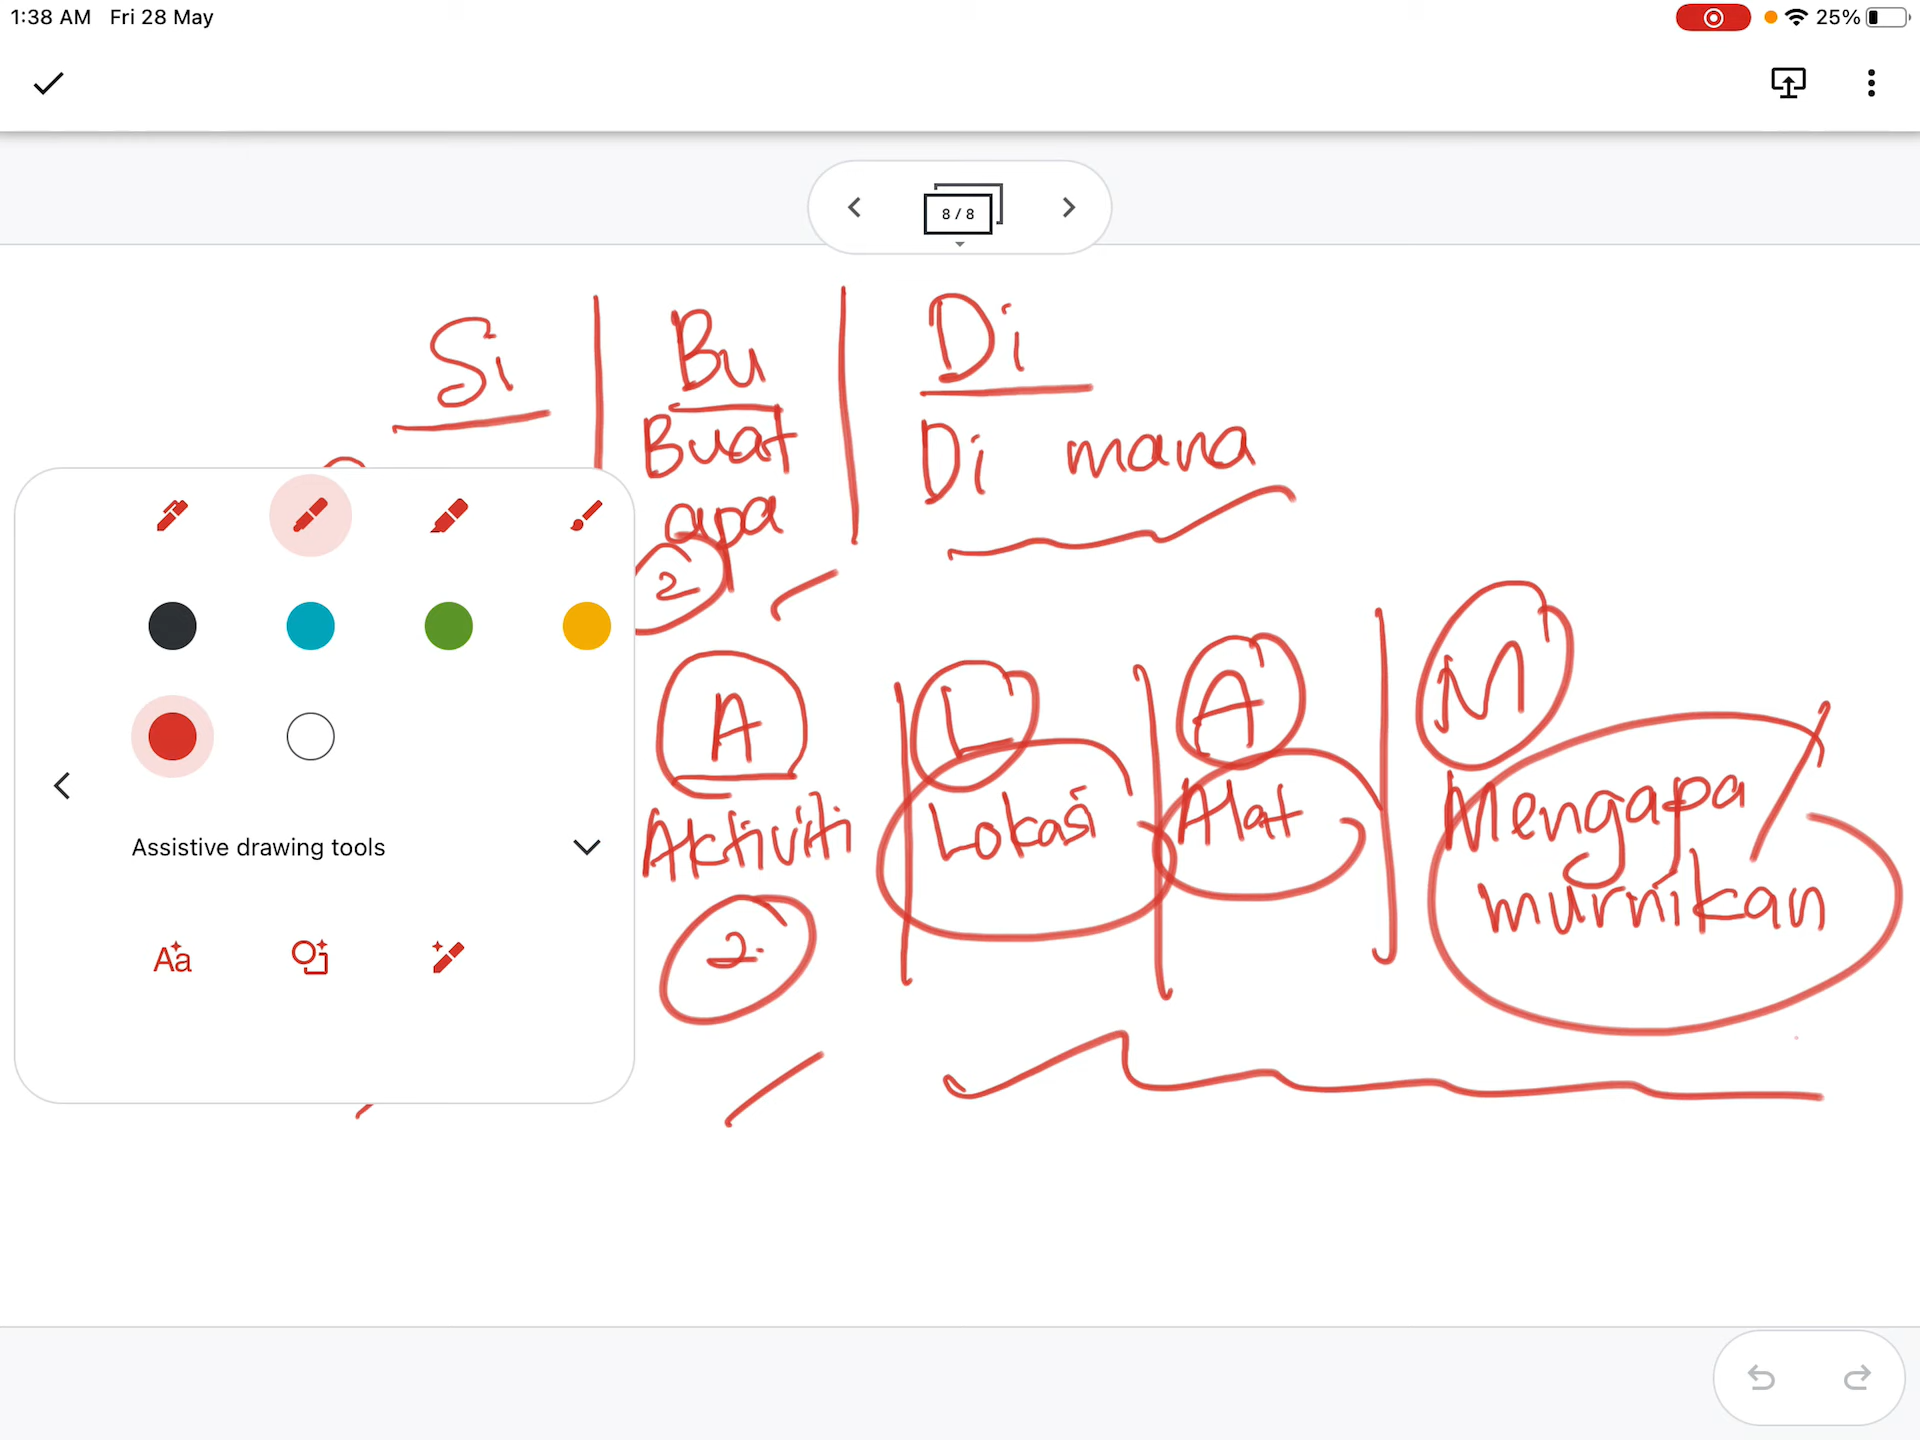 1:38 AM Fri 28 May
25%
8 / 8
Si Bu Di
Buat Di mana
apa
2
A L A M
Aktiviti Lokasi Alat Mengapa
murnikan
2.
Assistive drawing tools
Aa